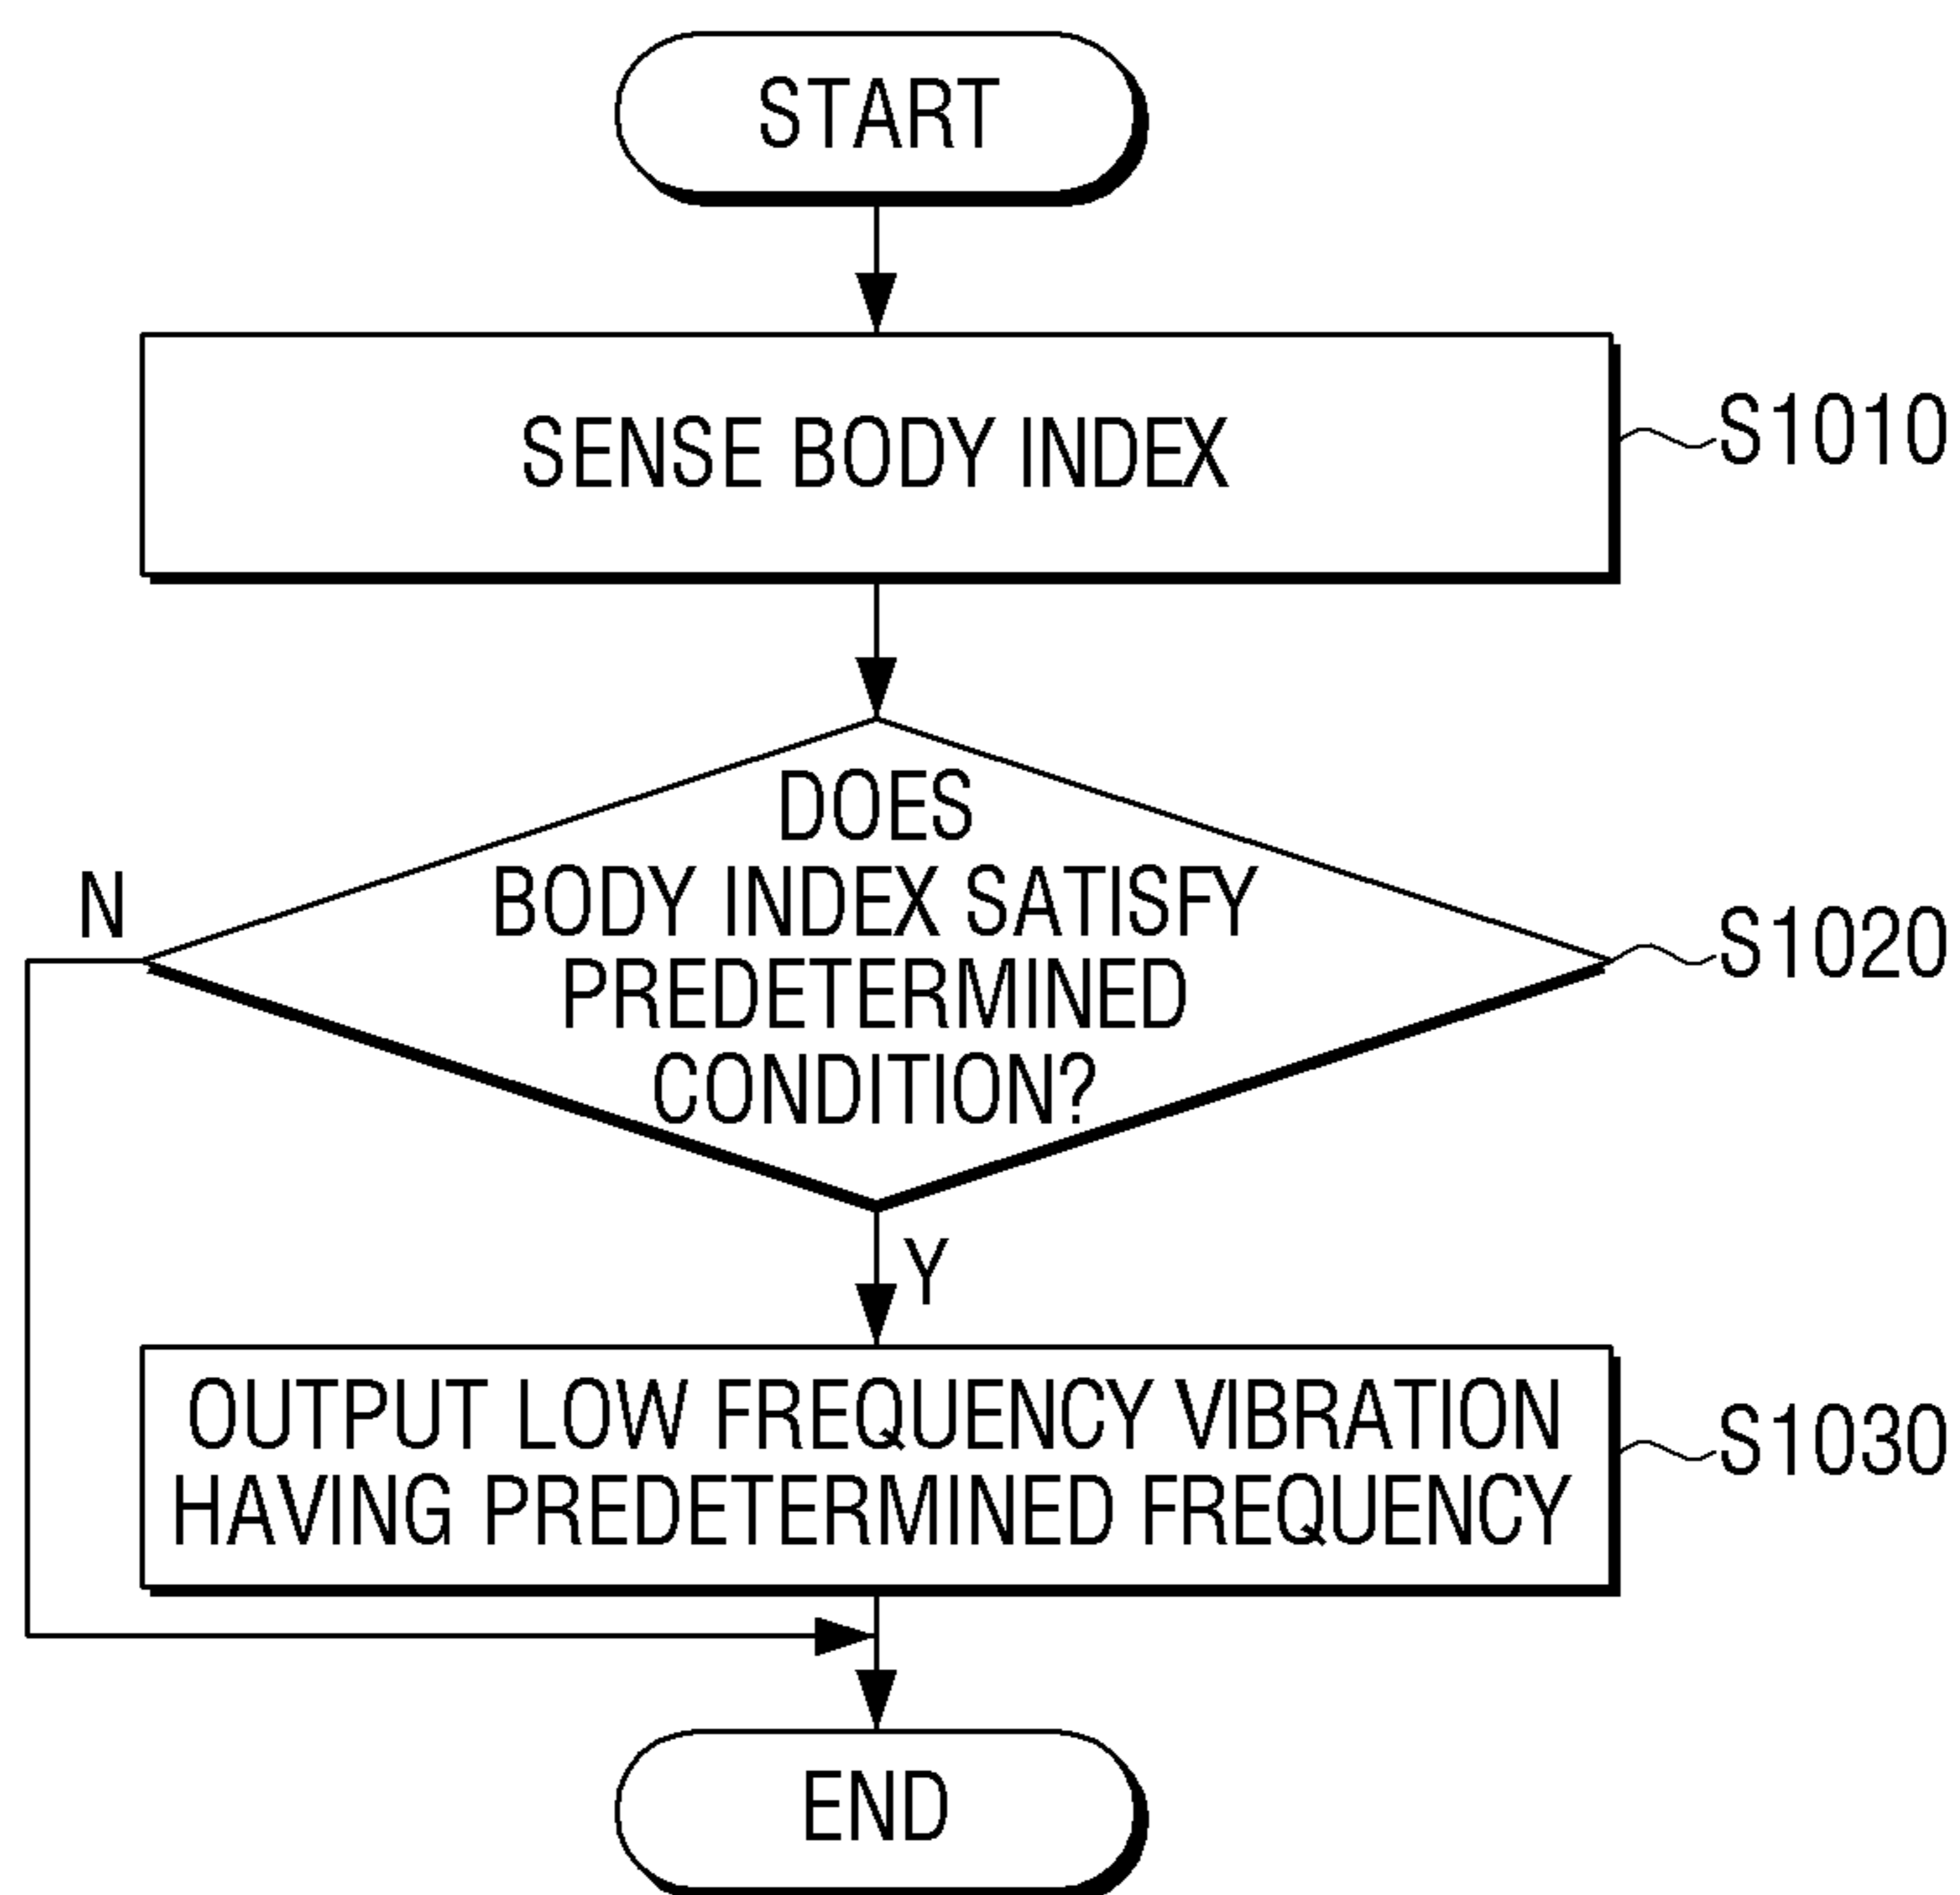 START
SENSE BODY INDEX
S1010
DOES
BODY INDEX SATISFY
PREDETERMINED
CONDITION?
S1020
N
Y
OUTPUT LOW FREQUENCY VIBRATION
HAVING PREDETERMINED FREQUENCY
S1030
END